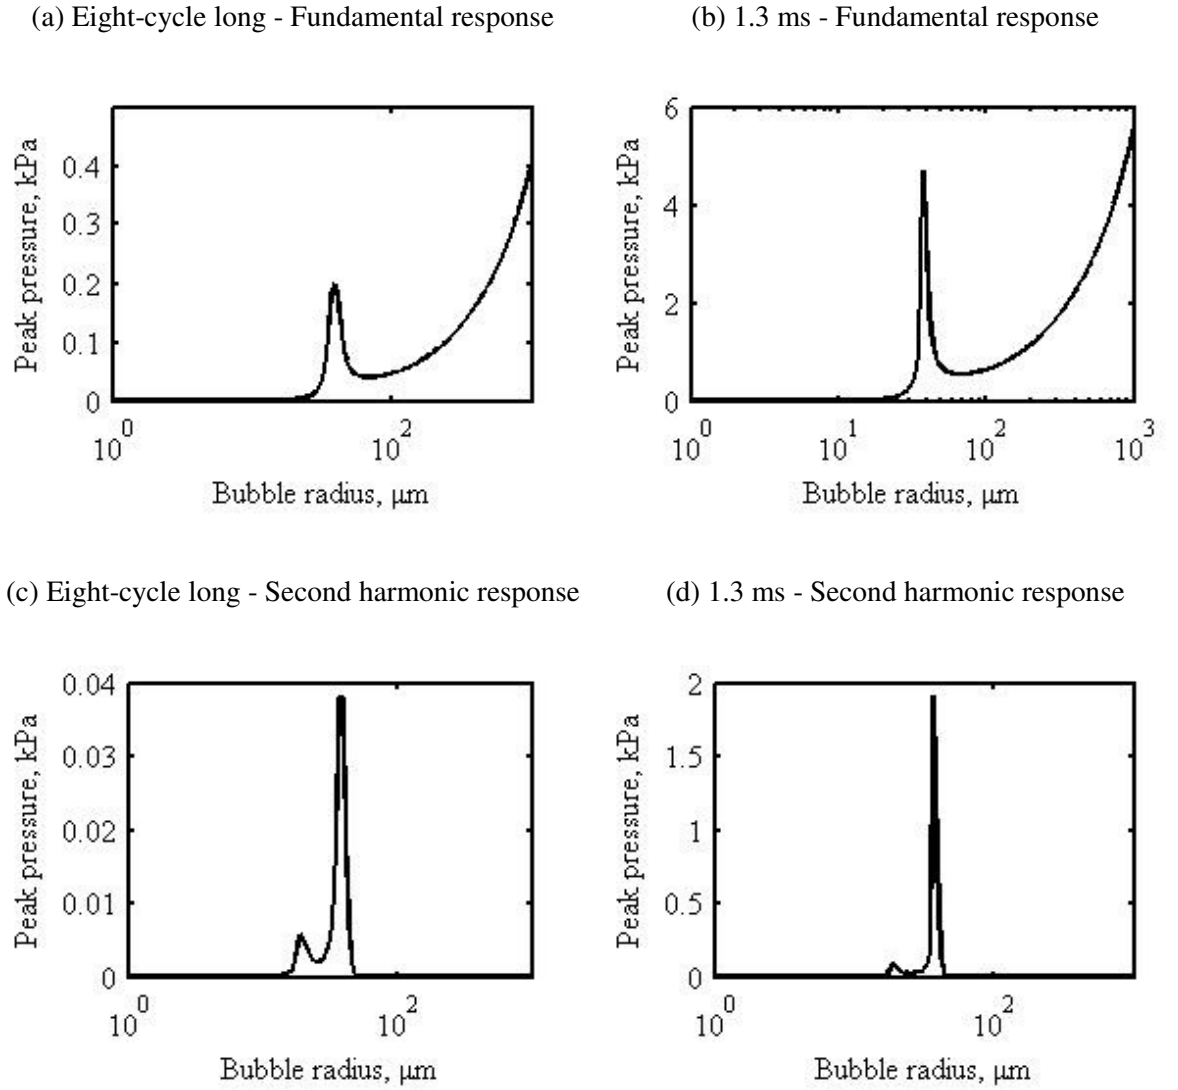 (a) Eight-cycle long - Fundamental response
(b) 1.3 ms - Fundamental response
Peak pressure, kPa
0.4
0.3
0.2
0.1
0
10^0
10^2
Bubble radius, μm
Peak pressure, kPa
6
4
2
0
10^0
10^1
10^2
10^3
Bubble radius, μm
(c) Eight-cycle long - Second harmonic response
(d) 1.3 ms - Second harmonic response
Peak pressure, kPa
0.04
0.03
0.02
0.01
0
10^0
10^2
Bubble radius, μm
Peak pressure, kPa
2
1.5
1
0.5
0
10^0
10^2
Bubble radius, μm